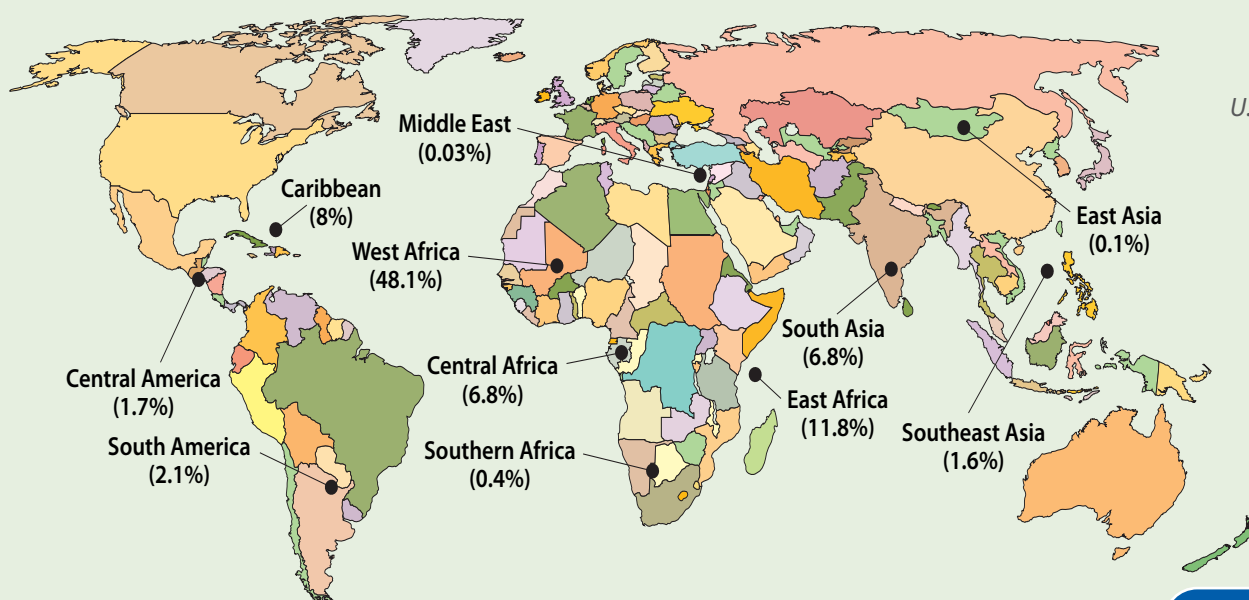 U.
Middle East
(0.03%)
Caribbean
(8%)
East Asia
(0.1%)
West Africa
(48.1%)
South Asia
(6.8%)
Central Africa
(6.8%)
Central America
(1.7%)
East Africa
(11.8%)
Southeast Asia
(1.6%)
South America
(2.1%)
Southern Africa
(0.4%)